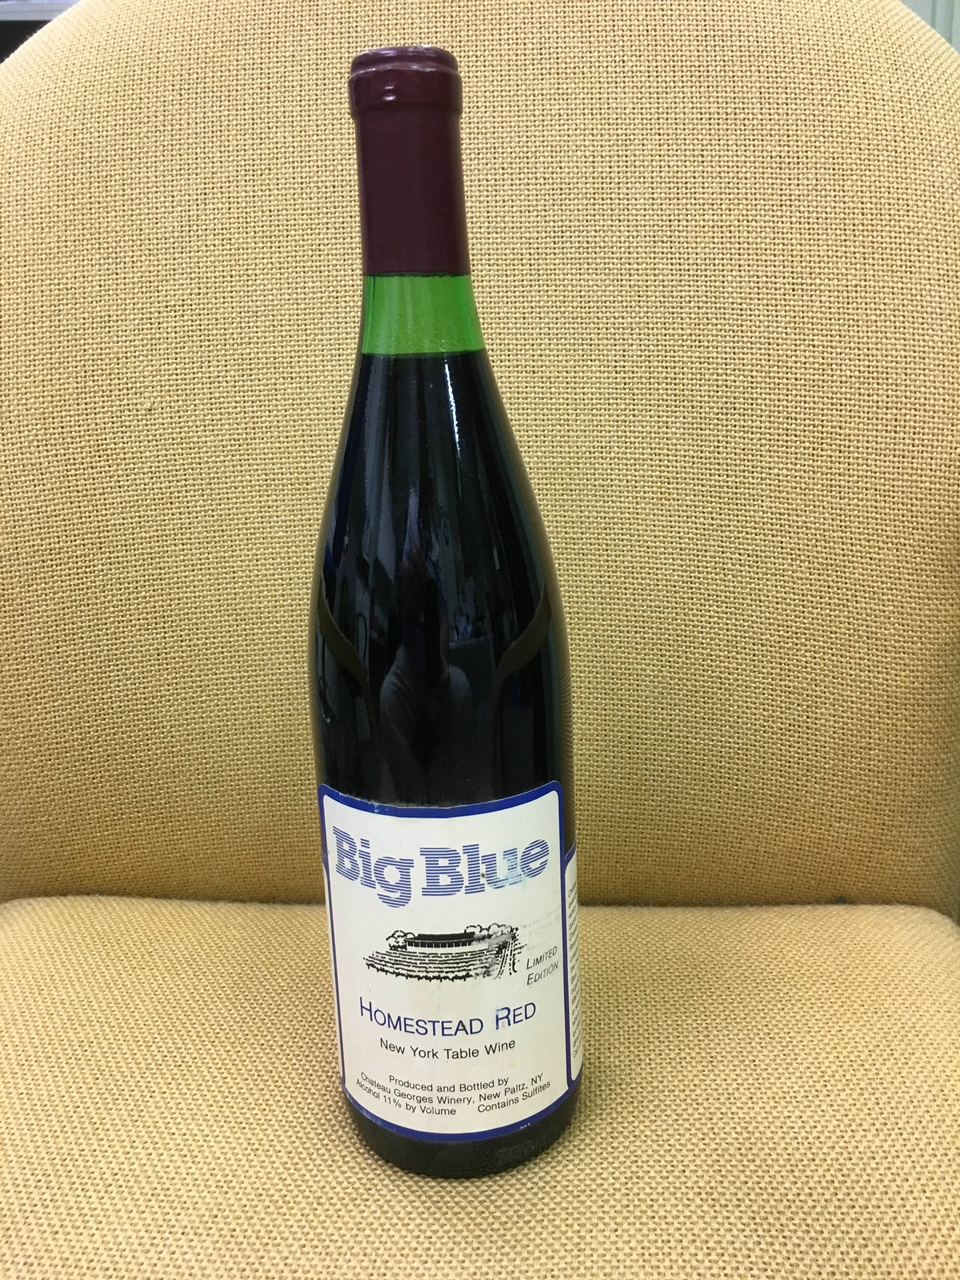 Big Blue
LIMITED
EDITION
HOMESTEAD RED
New York Table Wine
Produced and Bottled by
Chateau Georges Winery, New Paltz, NY
Alcohol 11% by Volume Contains Sulfites